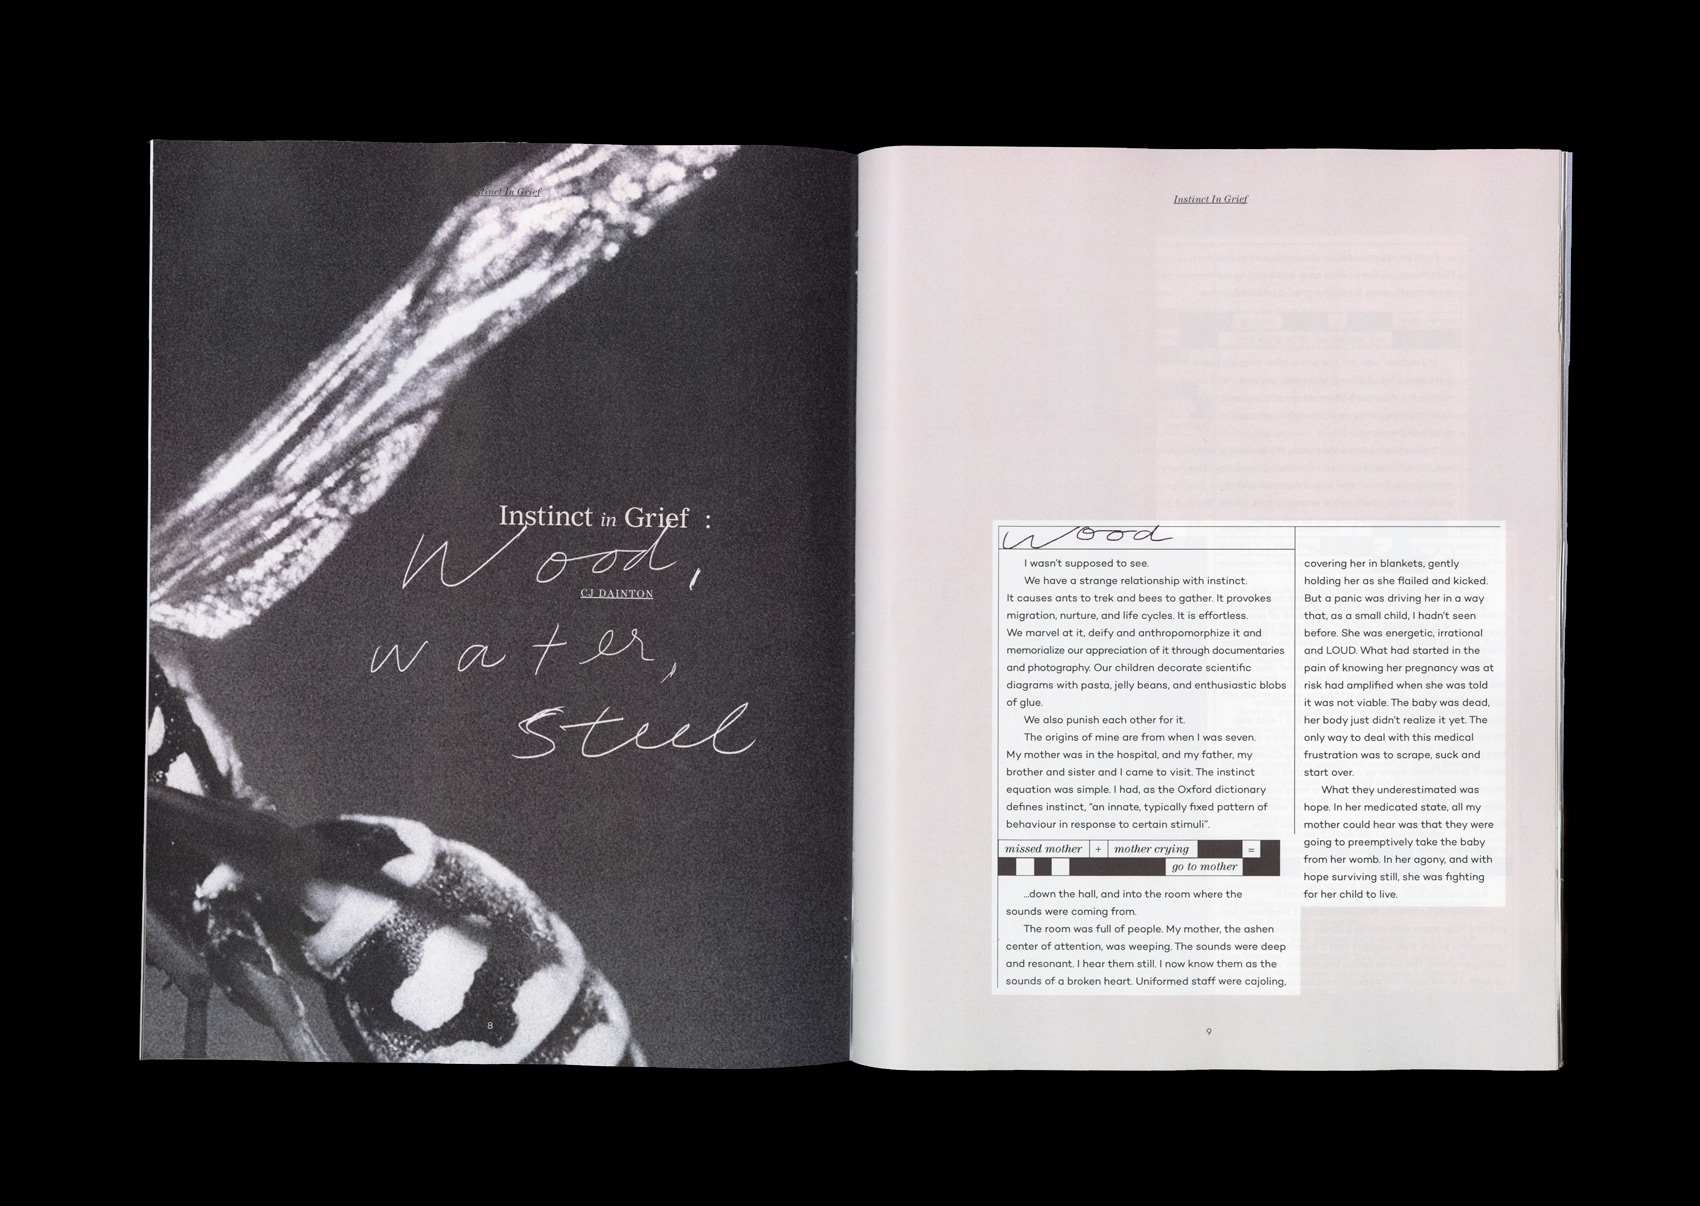 Instinct In Grief
Instinct in Grief :
Wood,
CJ DAINTON
water,
steel
8
Instinct In Grief
Wood
I wasn't supposed to see.
We have a strange relationship with instinct.
It causes ants to trek and bees to gather. It provokes
migration, nurture, and life cycles. It is effortless.
We marvel at it, deify and anthropomorphize it and
memorialize our appreciation of it through documentaries
and photography. Our children decorate scientific
diagrams with pasta, jelly beans, and enthusiastic blobs
of glue.
We also punish each other for it.
The origins of mine are from when I was seven.
My mother was in the hospital, and my father, my
brother and sister and I came to visit. The instinct
equation was simple. I had, as the Oxford dictionary
defines instinct, "an innate, typically fixed pattern of
behaviour in response to certain stimuli".
missed mother + mother crying =
go to mother
...down the hall, and into the room where the
sounds were coming from.
The room was full of people. My mother, the ashen
center of attention, was weeping. The sounds were deep
and resonant. I hear them still. I now know them as the
sounds of a broken heart. Uniformed staff were cajoling,
covering her in blankets, gently
holding her as she flailed and kicked.
But a panic was driving her in a way
that, as a small child, I hadn't seen
before. She was energetic, irrational
and LOUD. What had started in the
pain of knowing her pregnancy was at
risk had amplified when she was told
it was not viable. The baby was dead,
her body just didn't realize it yet. The
only way to deal with this medical
frustration was to scrape, suck and
start over.
What they underestimated was
hope. In her medicated state, all my
mother could hear was that they were
going to preemptively take the baby
from her womb. In her agony, and with
hope surviving still, she was fighting
for her child to live.
9